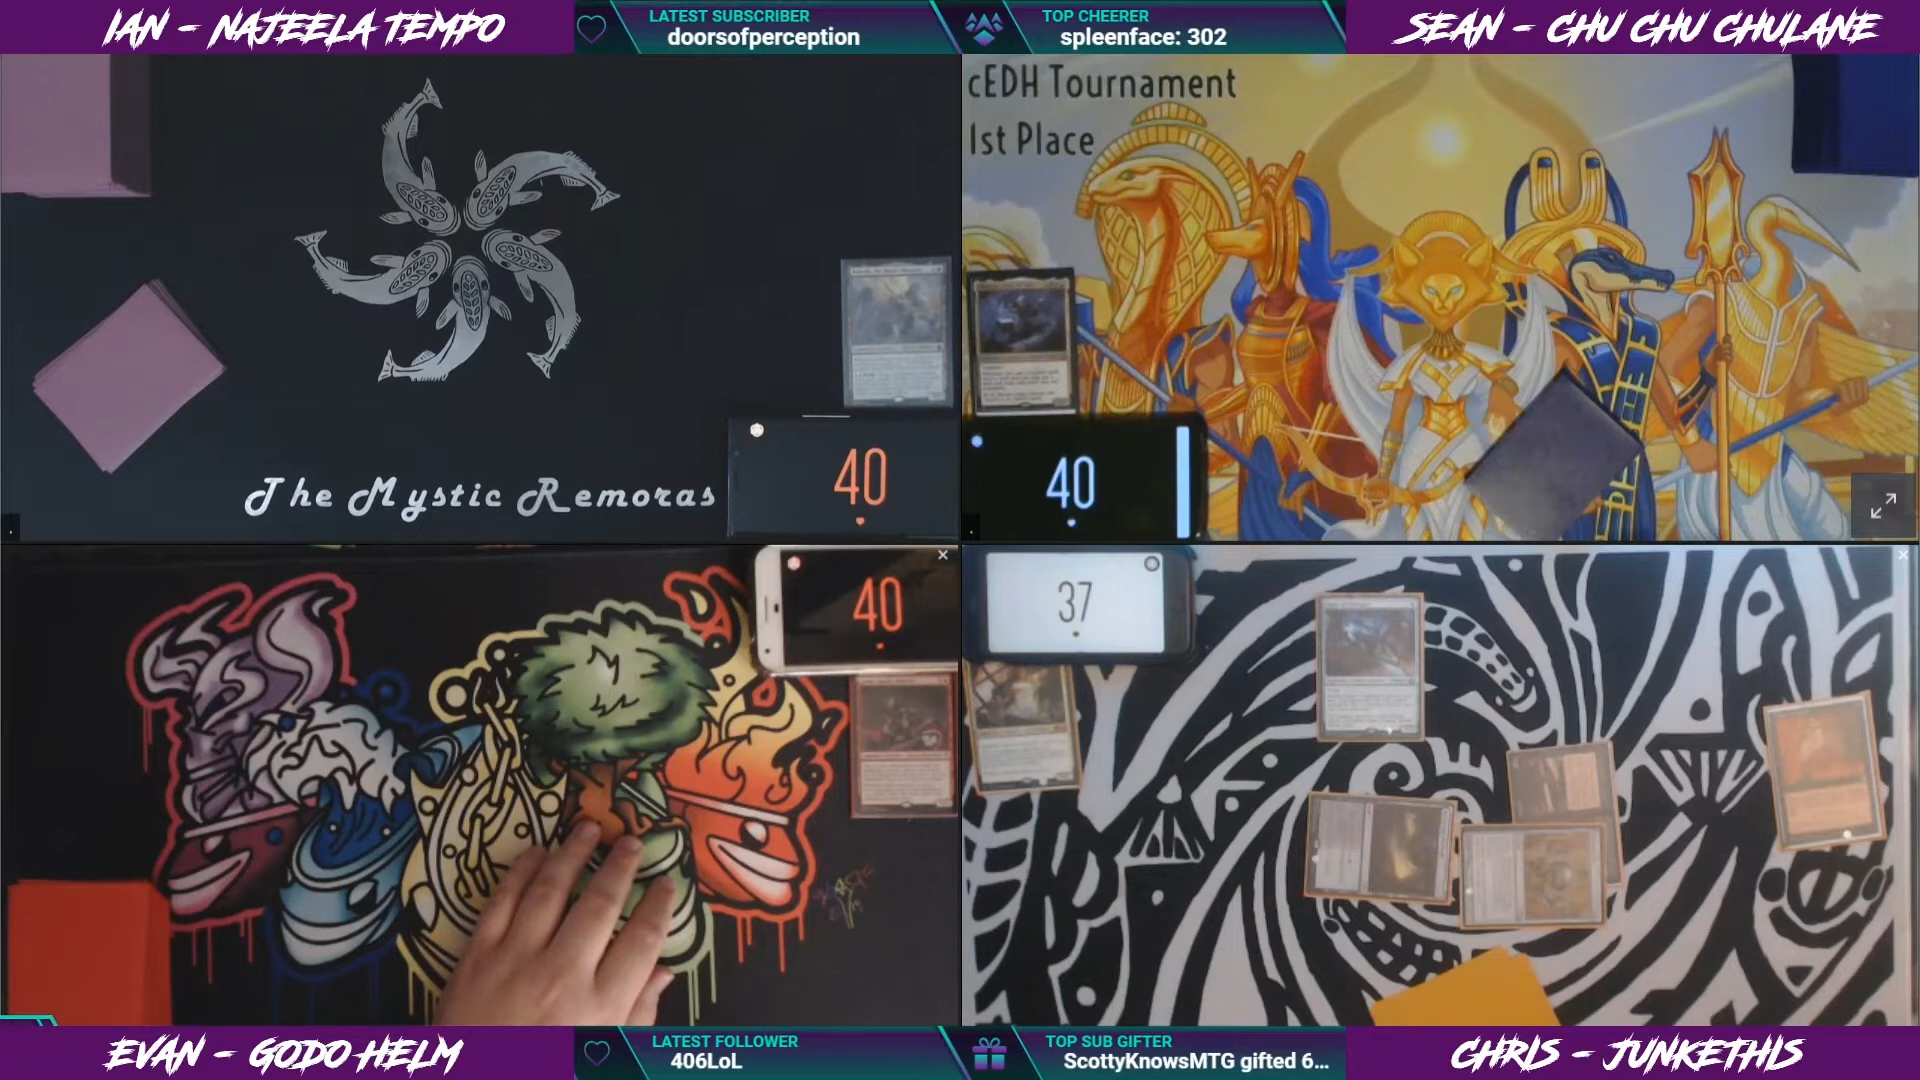 IAN - NAJEELA TEMPO
LATEST SUBSCRIBER
doorsofperception
TOP CHEERER
spleenface: 302
SEAN - CHU CHU CHULANE
cEDH Tournament
1st Place
The Mystic Remoras
40
40
40
37
EVAN - GODO HELM
LATEST FOLLOWER
406LoL
TOP SUB GIFTER
ScottyKnowsMTG gifted 6...
CHRIS - JUNKETHIS